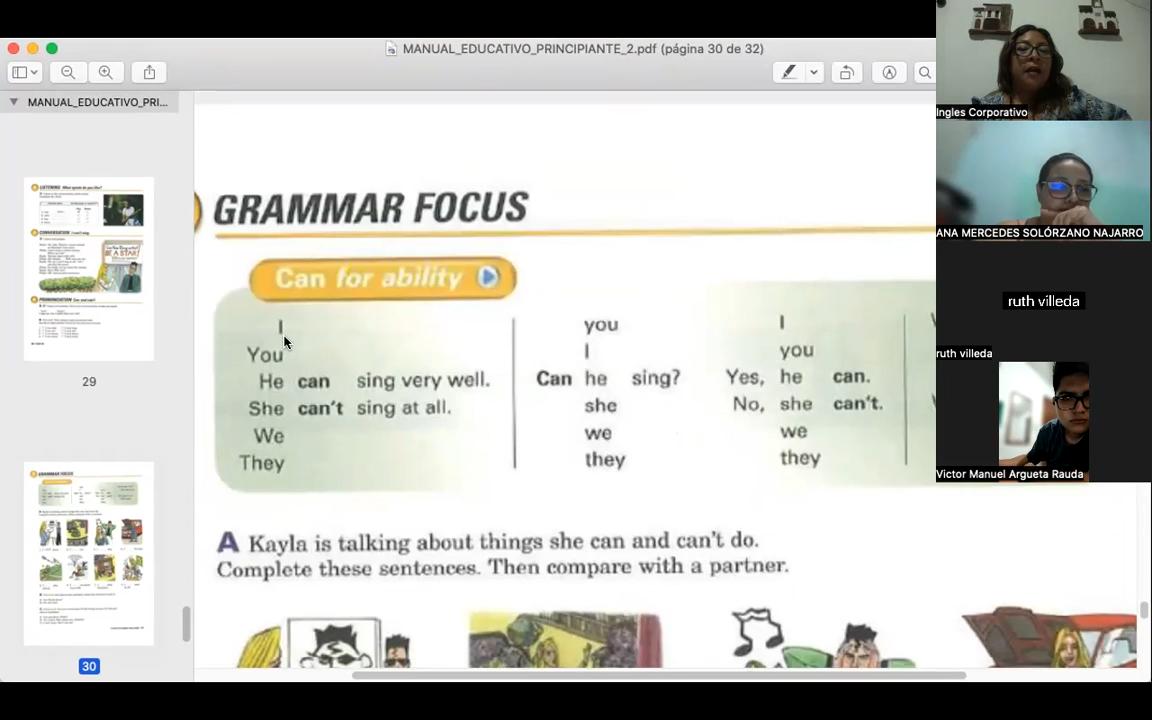 MANUAL_EDUCATIVO_PRINCIPIANTE_2.pdf (página 30 de 32)
MANUAL_EDUCATIVO_PRI...
29
30
GRAMMAR FOCUS
Can for ability
I
You
He can sing very well.
She can't sing at all.
We
They
you
I
Can he sing?
she
we
they
I
you
Yes, he can.
No, she can't.
we
they
A Kayla is talking about things she can and can't do.
Complete these sentences. Then compare with a partner.
Ingles Corporativo
ANA MERCEDES SOLÓRZANO NAJARRO
ruth villeda
ruth villeda
Victor Manuel Argueta Rauda